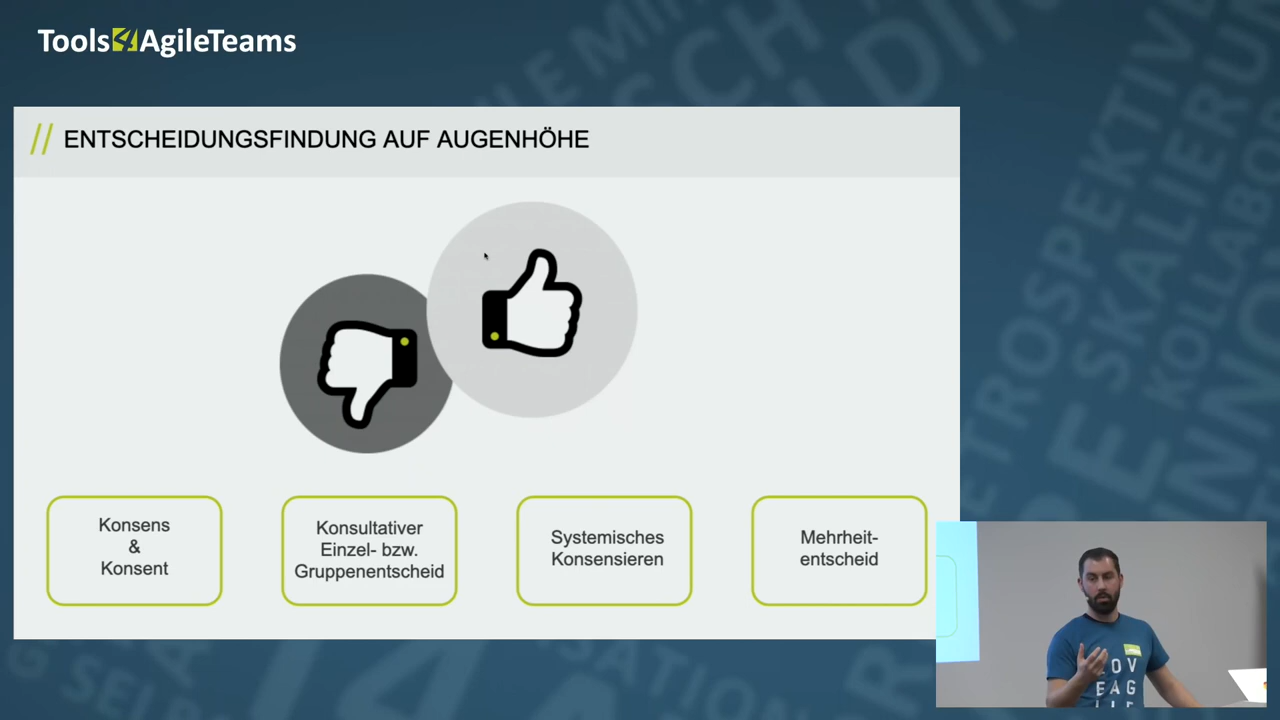 Tools4AgileTeams
// ENTSCHEIDUNGSFINDUNG AUF AUGENHÖHE
Konsens
&
Konsent
Konsultativer
Einzel- bzw.
Gruppenentscheid
Systemisches
Konsensieren
Mehrheit-
entscheid